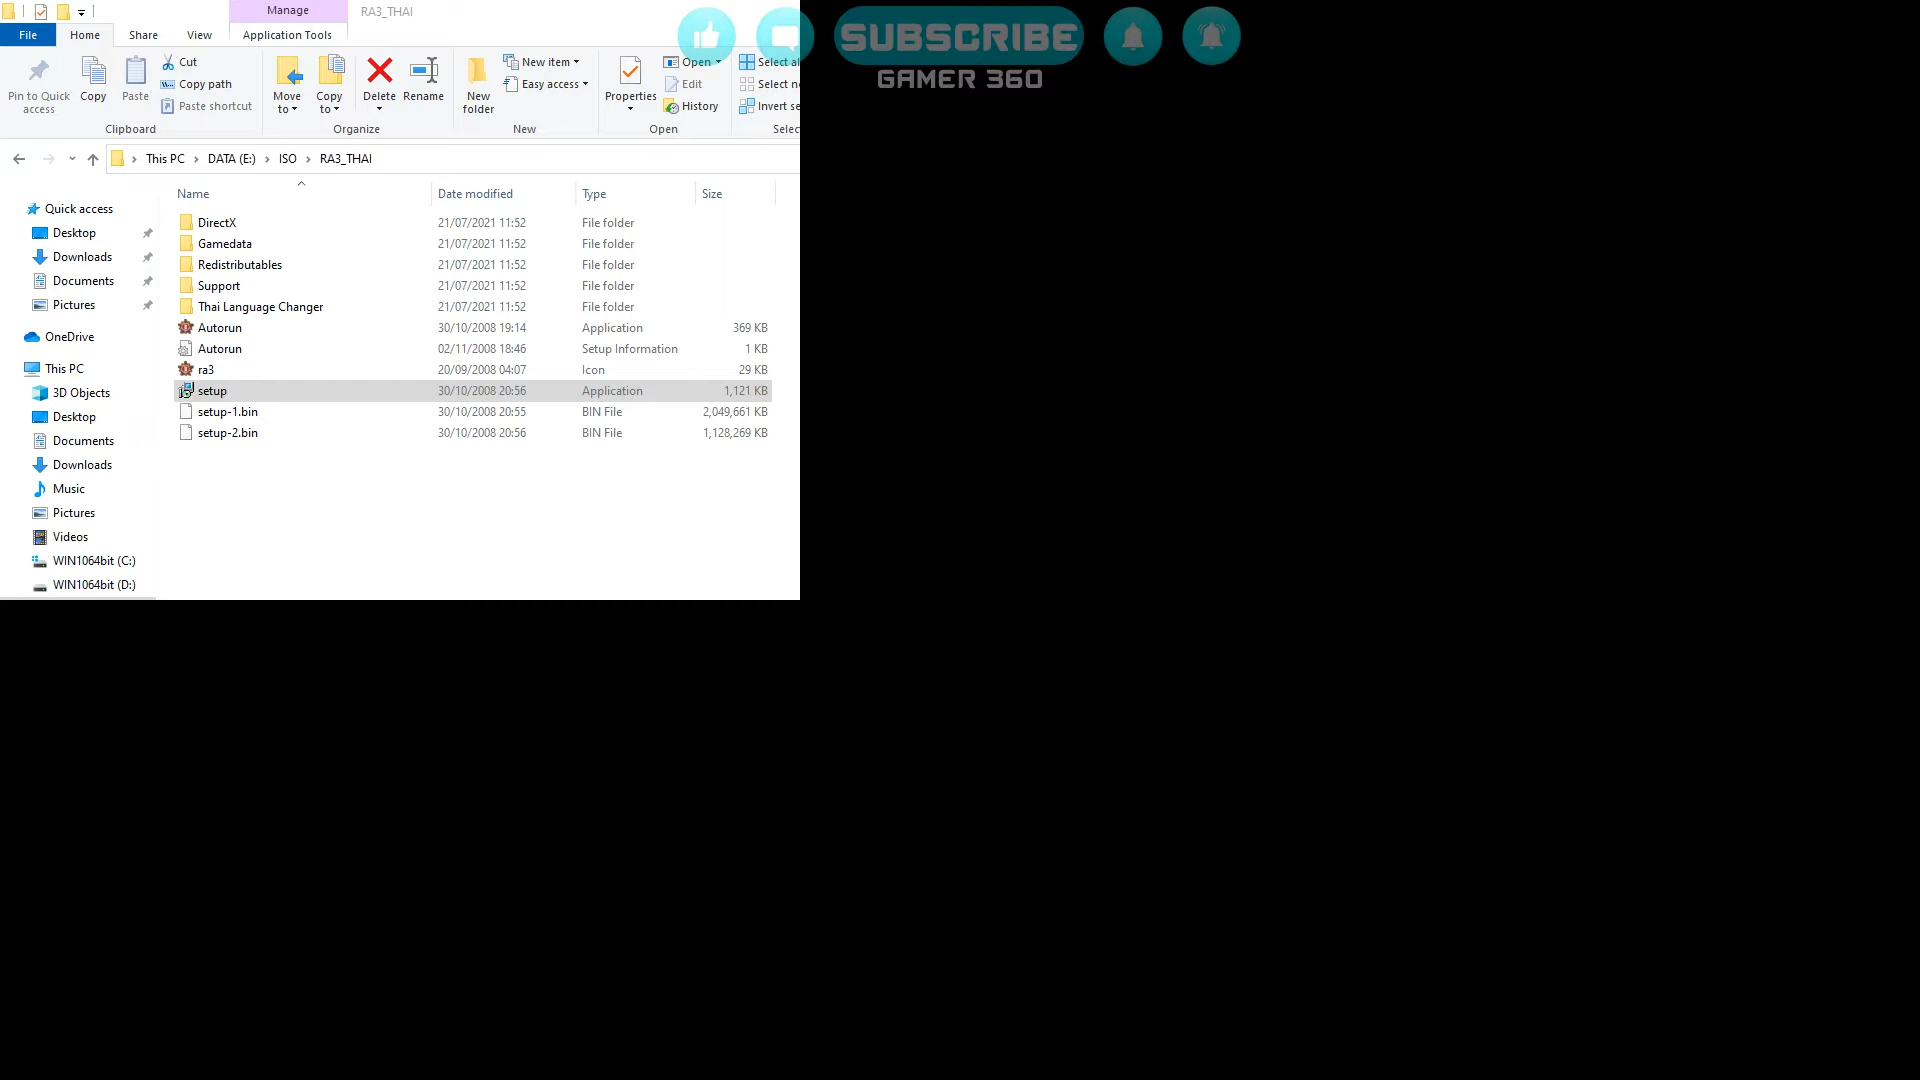 Manage
RA3_THAI
File
Home
Share
View
Application Tools
SUBSCRIBE
GAMER 360
Pin to Quick access
Copy
Paste
Cut
Copy path
Paste shortcut
Clipboard
Move to
Copy to
Delete
Rename
Organize
New folder
New item
Easy access
New
Properties
Open
Edit
History
Open
Select al
Select no
Invert se
Selec
This PC
DATA (E:)
ISO
RA3_THAI
Name
Date modified
Type
Size
Quick access
Desktop
Downloads
Documents
Pictures
OneDrive
This PC
3D Objects
Desktop
Documents
Downloads
Music
Pictures
Videos
WIN1064bit (C:)
WIN1064bit (D:)
DirectX 21/07/2021 11:52 File folder
Gamedata 21/07/2021 11:52 File folder
Redistributables 21/07/2021 11:52 File folder
Support 21/07/2021 11:52 File folder
Thai Language Changer 21/07/2021 11:52 File folder
Autorun 30/10/2008 19:14 Application 369 KB
Autorun 02/11/2008 18:46 Setup Information 1 KB
ra3 20/09/2008 04:07 Icon 29 KB
setup 30/10/2008 20:56 Application 1,121 KB
setup-1.bin 30/10/2008 20:55 BIN File 2,049,661 KB
setup-2.bin 30/10/2008 20:56 BIN File 1,128,269 KB